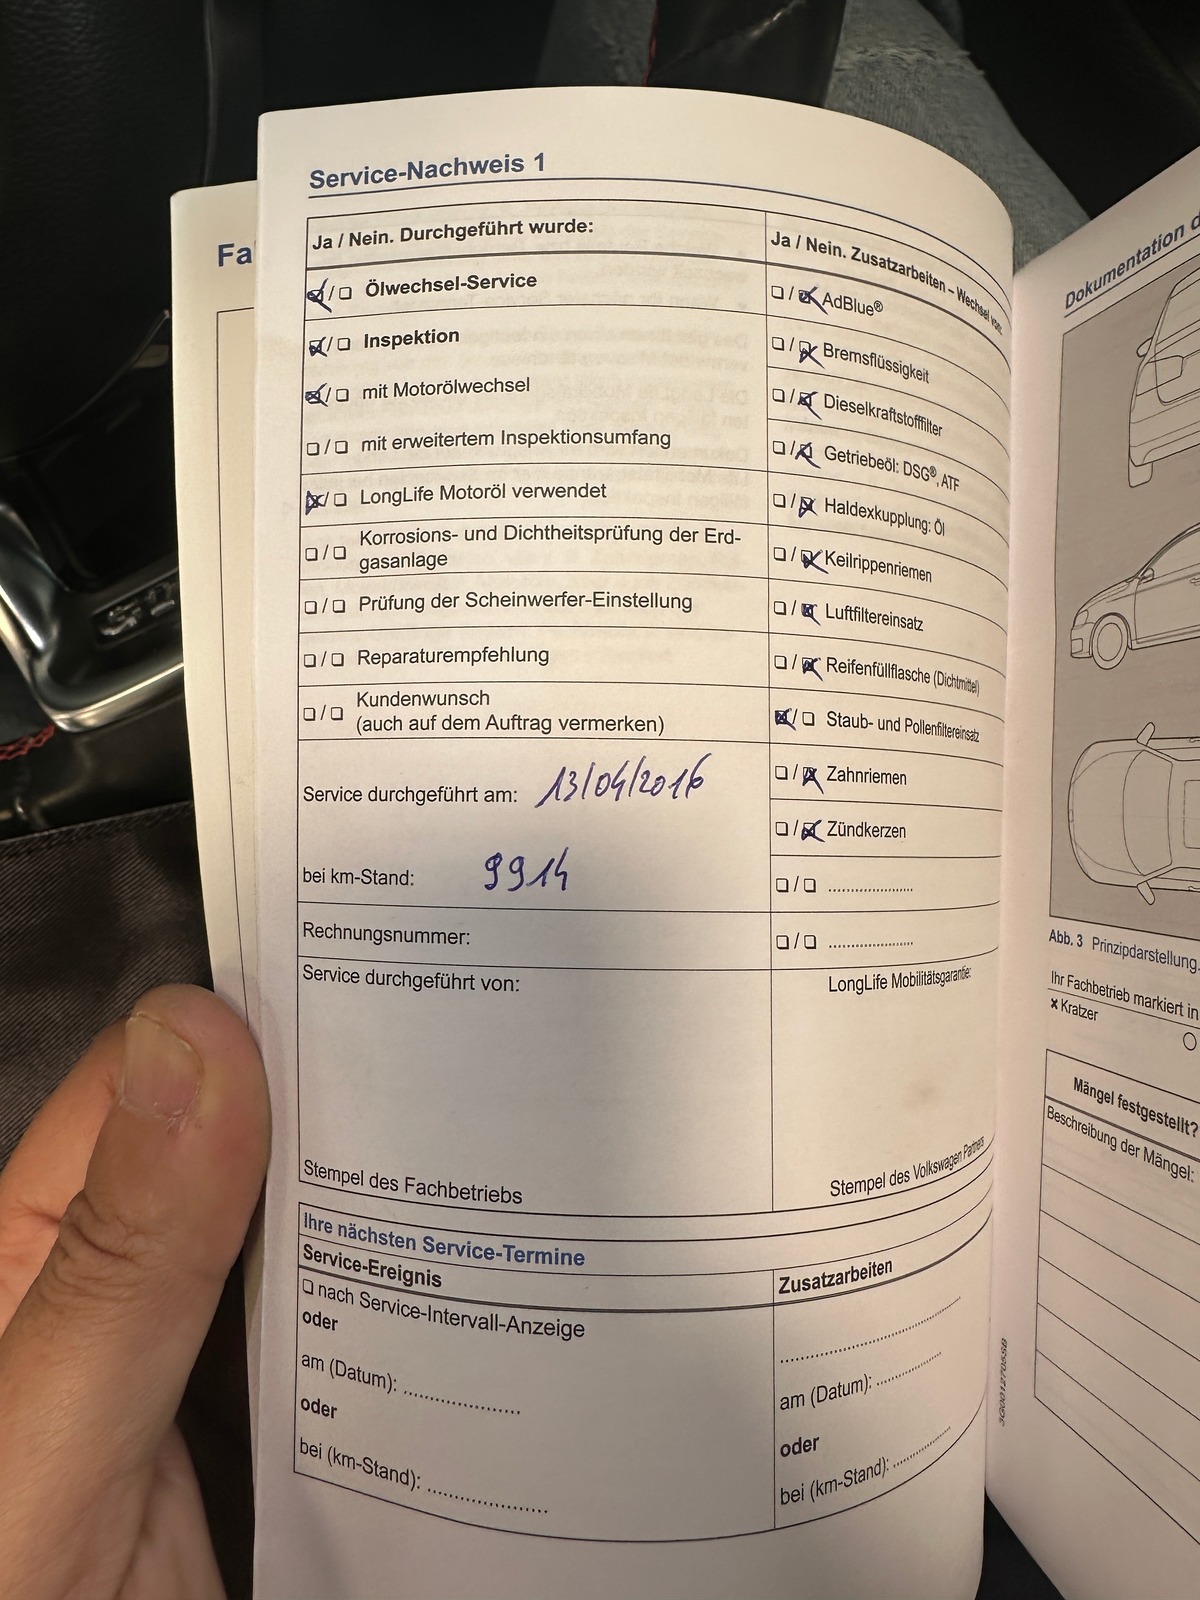 Service-Nachweis 1
Fa
Ja / Nein. Durchgeführt wurde:
☒/❏ Ölwechsel-Service
☒/❏ Inspektion
☒/❏ mit Motorölwechsel
❏/❏ mit erweitertem Inspektionsumfang
☒/❏ LongLife Motoröl verwendet
❏/❏ Korrosions- und Dichtheitsprüfung der Erd-
gasanlage
❏/❏ Prüfung der Scheinwerfer-Einstellung
❏/❏ Reparaturempfehlung
❏/❏ Kundenwunsch
(auch auf dem Auftrag vermerken)
Service durchgeführt am: 13/04/2016
bei km-Stand: 9914
Rechnungsnummer:
Service durchgeführt von:
Stempel des Fachbetriebs
Ja / Nein. Zusatzarbeiten – Wechsel von:
❏/☒ AdBlue®
❏/☒ Bremsflüssigkeit
❏/☒ Dieselkraftstofffilter
❏/☒ Getriebeöl: DSG®, ATF
❏/☒ Haldexkupplung: Öl
❏/☒ Keilrippenriemen
❏/☒ Luftfiltereinsatz
❏/☒ Reifenfüllflasche (Dichtmittel)
☒/❏ Staub- und Pollenfiltereinsatz
❏/☒ Zahnriemen
❏/☒ Zündkerzen
❏/❏ ....................
❏/❏ ....................
LongLife Mobilitätsgarantie:
Stempel des Volkswagen Partners
Ihre nächsten Service-Termine
Service-Ereignis
❏ nach Service-Intervall-Anzeige
oder
am (Datum): ........................
oder
bei (km-Stand): ........................
Zusatzarbeiten
....................................
am (Datum): ..............
oder
bei (km-Stand): ..............
3G0012705SB
Dokumentation d
Abb. 3 Prinzipdarstellung.
Ihr Fachbetrieb markiert in
× Kratzer
○
Mängel festgestellt?
Beschreibung der Mängel: